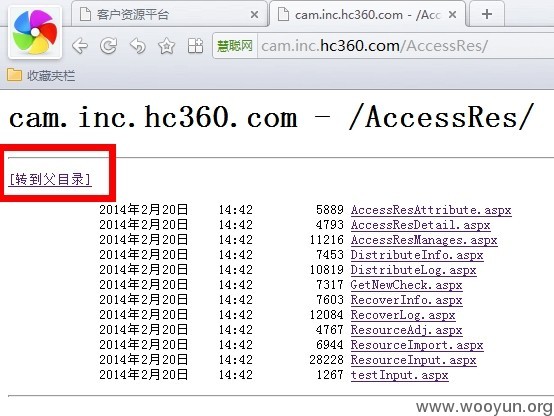 客户资源平台
cam.inc.hc360.com - /Acces
慧聪网 cam.inc.hc360.com/AccessRes/
收藏夹栏
cam.inc.hc360.com - /AccessRes/
[转到父目录]
2014年2月20日 14:42 5889 AccessResAttribute.aspx
2014年2月20日 14:42 4793 AccessResDetail.aspx
2014年2月20日 14:42 11216 AccessResManages.aspx
2014年2月20日 14:42 7453 DistributeInfo.aspx
2014年2月20日 14:42 10819 DistributeLog.aspx
2014年2月20日 14:42 7317 GetNewCheck.aspx
2014年2月20日 14:42 7603 RecoverInfo.aspx
2014年2月20日 14:42 12084 RecoverLog.aspx
2014年2月20日 14:42 4767 ResourceAdj.aspx
2014年2月20日 14:42 6944 ResourceImport.aspx
2014年2月20日 14:42 28228 ResourceInput.aspx
2014年2月20日 14:42 1267 testInput.aspx
www.wooyun.org